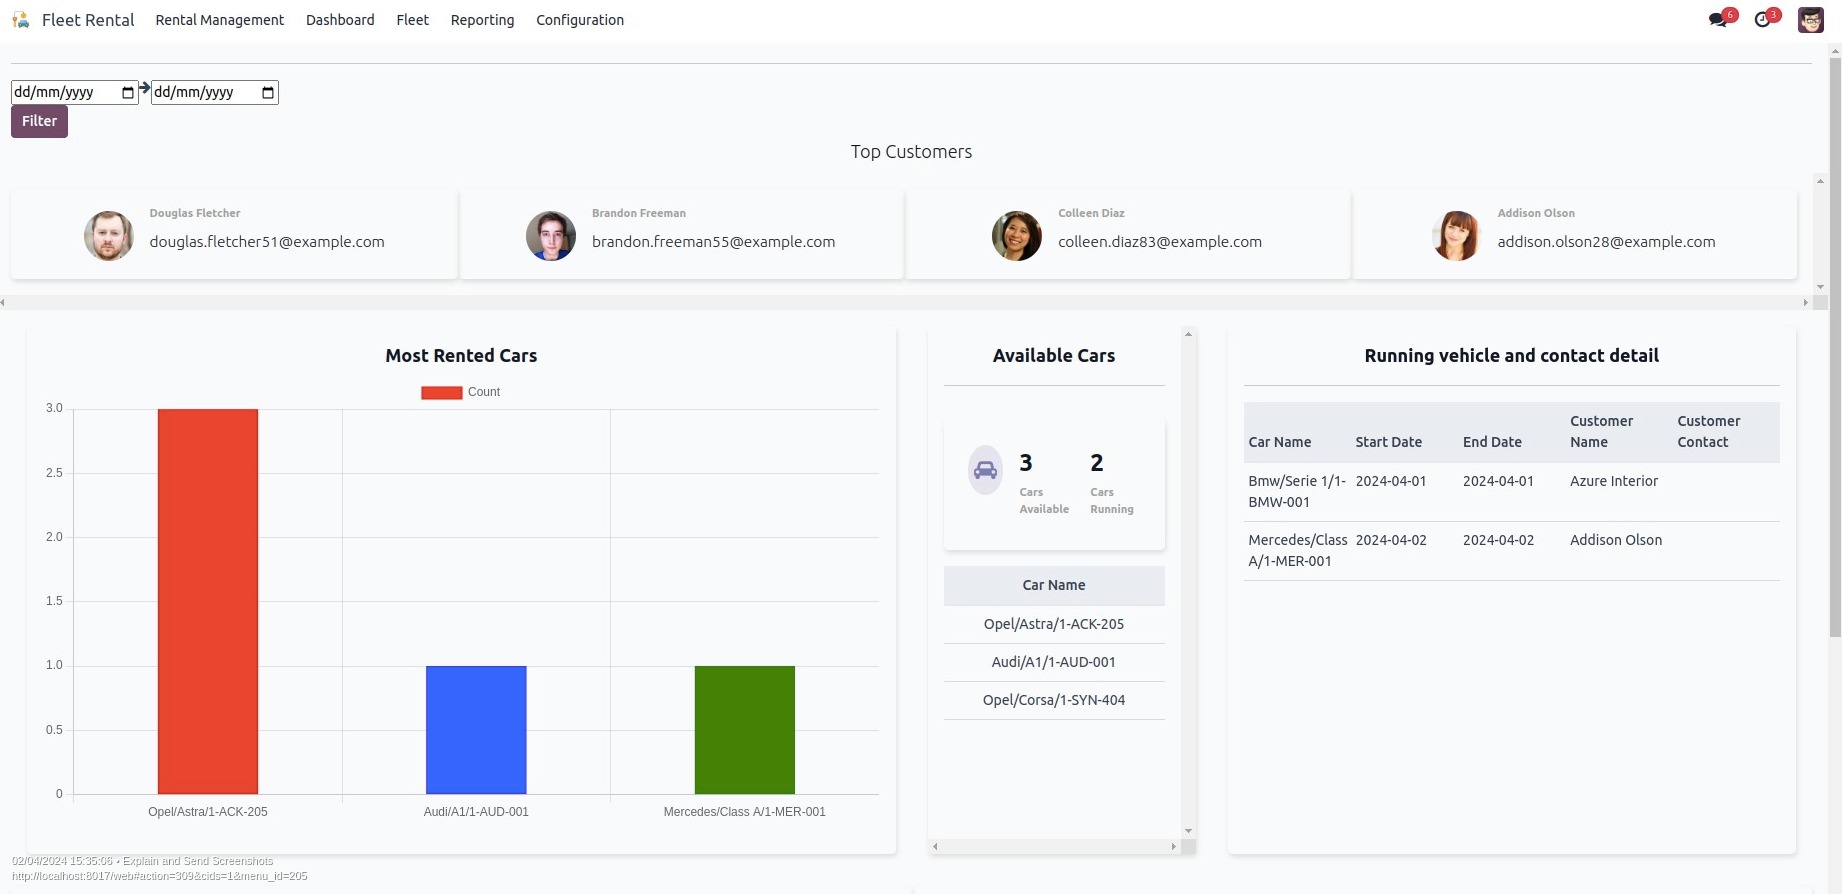 Fleet Rental Rental Management Dashboard Fleet Reporting Configuration 6 3
dd/mm/yyyy dd/mm/yyyy
Filter
Top Customers
Douglas Fletcher
douglas.fletcher51@example.com
Brandon Freeman
brandon.freeman55@example.com
Colleen Diaz
colleen.diaz83@example.com
Addison Olson
addison.olson28@example.com
Most Rented Cars
Count
3.0
2.5
2.0
1.5
1.0
0.5
0
Opel/Astra/1-ACK-205 Audi/A1/1-AUD-001 Mercedes/Class A/1-MER-001
Available Cars
3 2
Cars Cars
Available Running
Car Name
Opel/Astra/1-ACK-205
Audi/A1/1-AUD-001
Opel/Corsa/1-SYN-404
Running vehicle and contact detail
Customer Customer
Car Name Start Date End Date Name Contact
Bmw/Serie 1/1- 2024-04-01 2024-04-01 Azure Interior
BMW-001
Mercedes/Class 2024-04-02 2024-04-02 Addison Olson
A/1-MER-001
02/04/2024 15:35:06 • Explain and Send Screenshots
http://localhost:8017/web#action=309&cids=1&menu_id=205